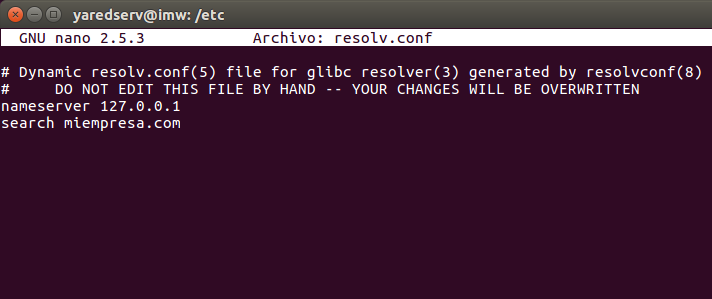 yaredserv@imw: /etc
GNU nano 2.5.3 Archivo: resolv.conf
# Dynamic resolv.conf(5) file for glibc resolver(3) generated by resolvconf(8)
# DO NOT EDIT THIS FILE BY HAND -- YOUR CHANGES WILL BE OVERWRITTEN
nameserver 127.0.0.1
search miempresa.com